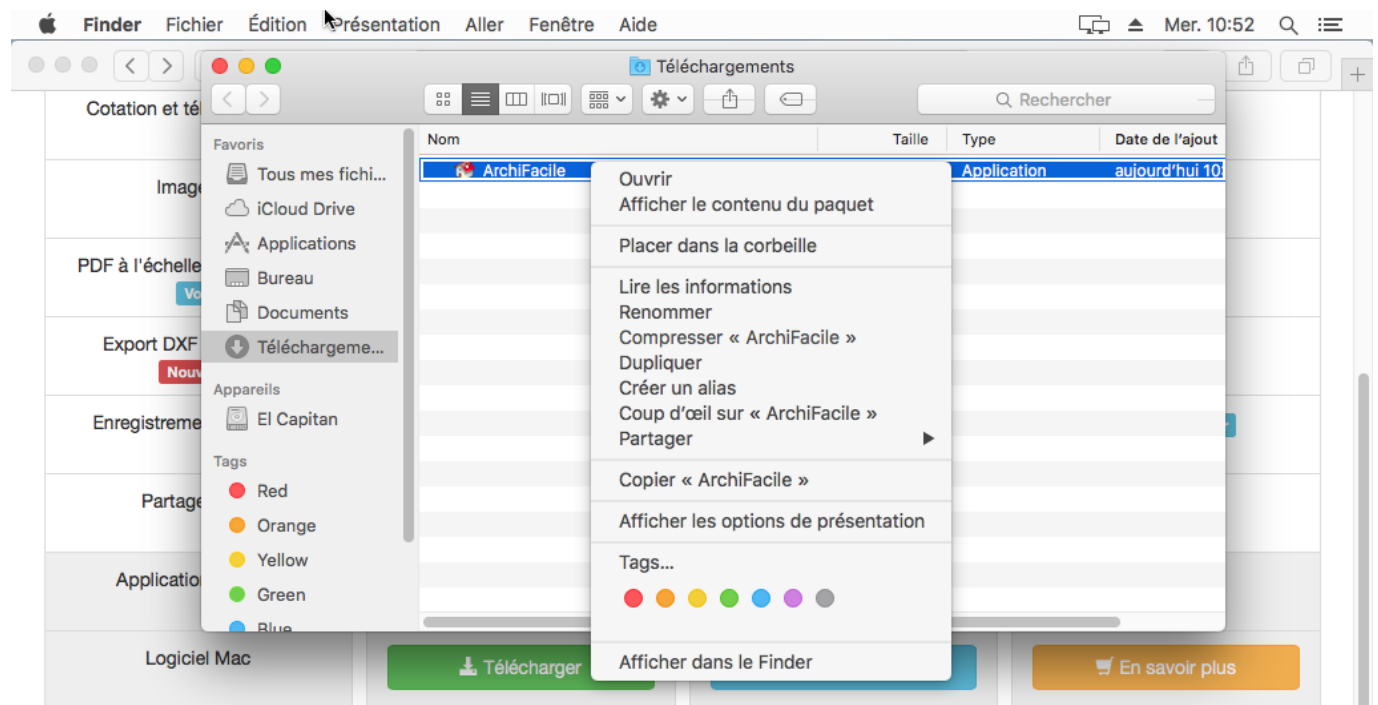 Finder Fichier Édition Présentation Aller Fenêtre Aide Mer. 10:52
Téléchargements
Rechercher
Cotation et té
Image
PDF à l'échelle
Vo
Export DXF
Nouv
Enregistreme
Partage
Applicatio
Logiciel Mac
Favoris
Tous mes fichi...
iCloud Drive
Applications
Bureau
Documents
Téléchargeme...
Appareils
El Capitan
Tags
Red
Orange
Yellow
Green
Blue
Nom Taille Type Date de l'ajout
ArchiFacile Application aujourd'hui 10:
Ouvrir
Afficher le contenu du paquet
Placer dans la corbeille
Lire les informations
Renommer
Compresser « ArchiFacile »
Dupliquer
Créer un alias
Coup d'œil sur « ArchiFacile »
Partager
Copier « ArchiFacile »
Afficher les options de présentation
Tags...
Afficher dans le Finder
Télécharger
En savoir plus